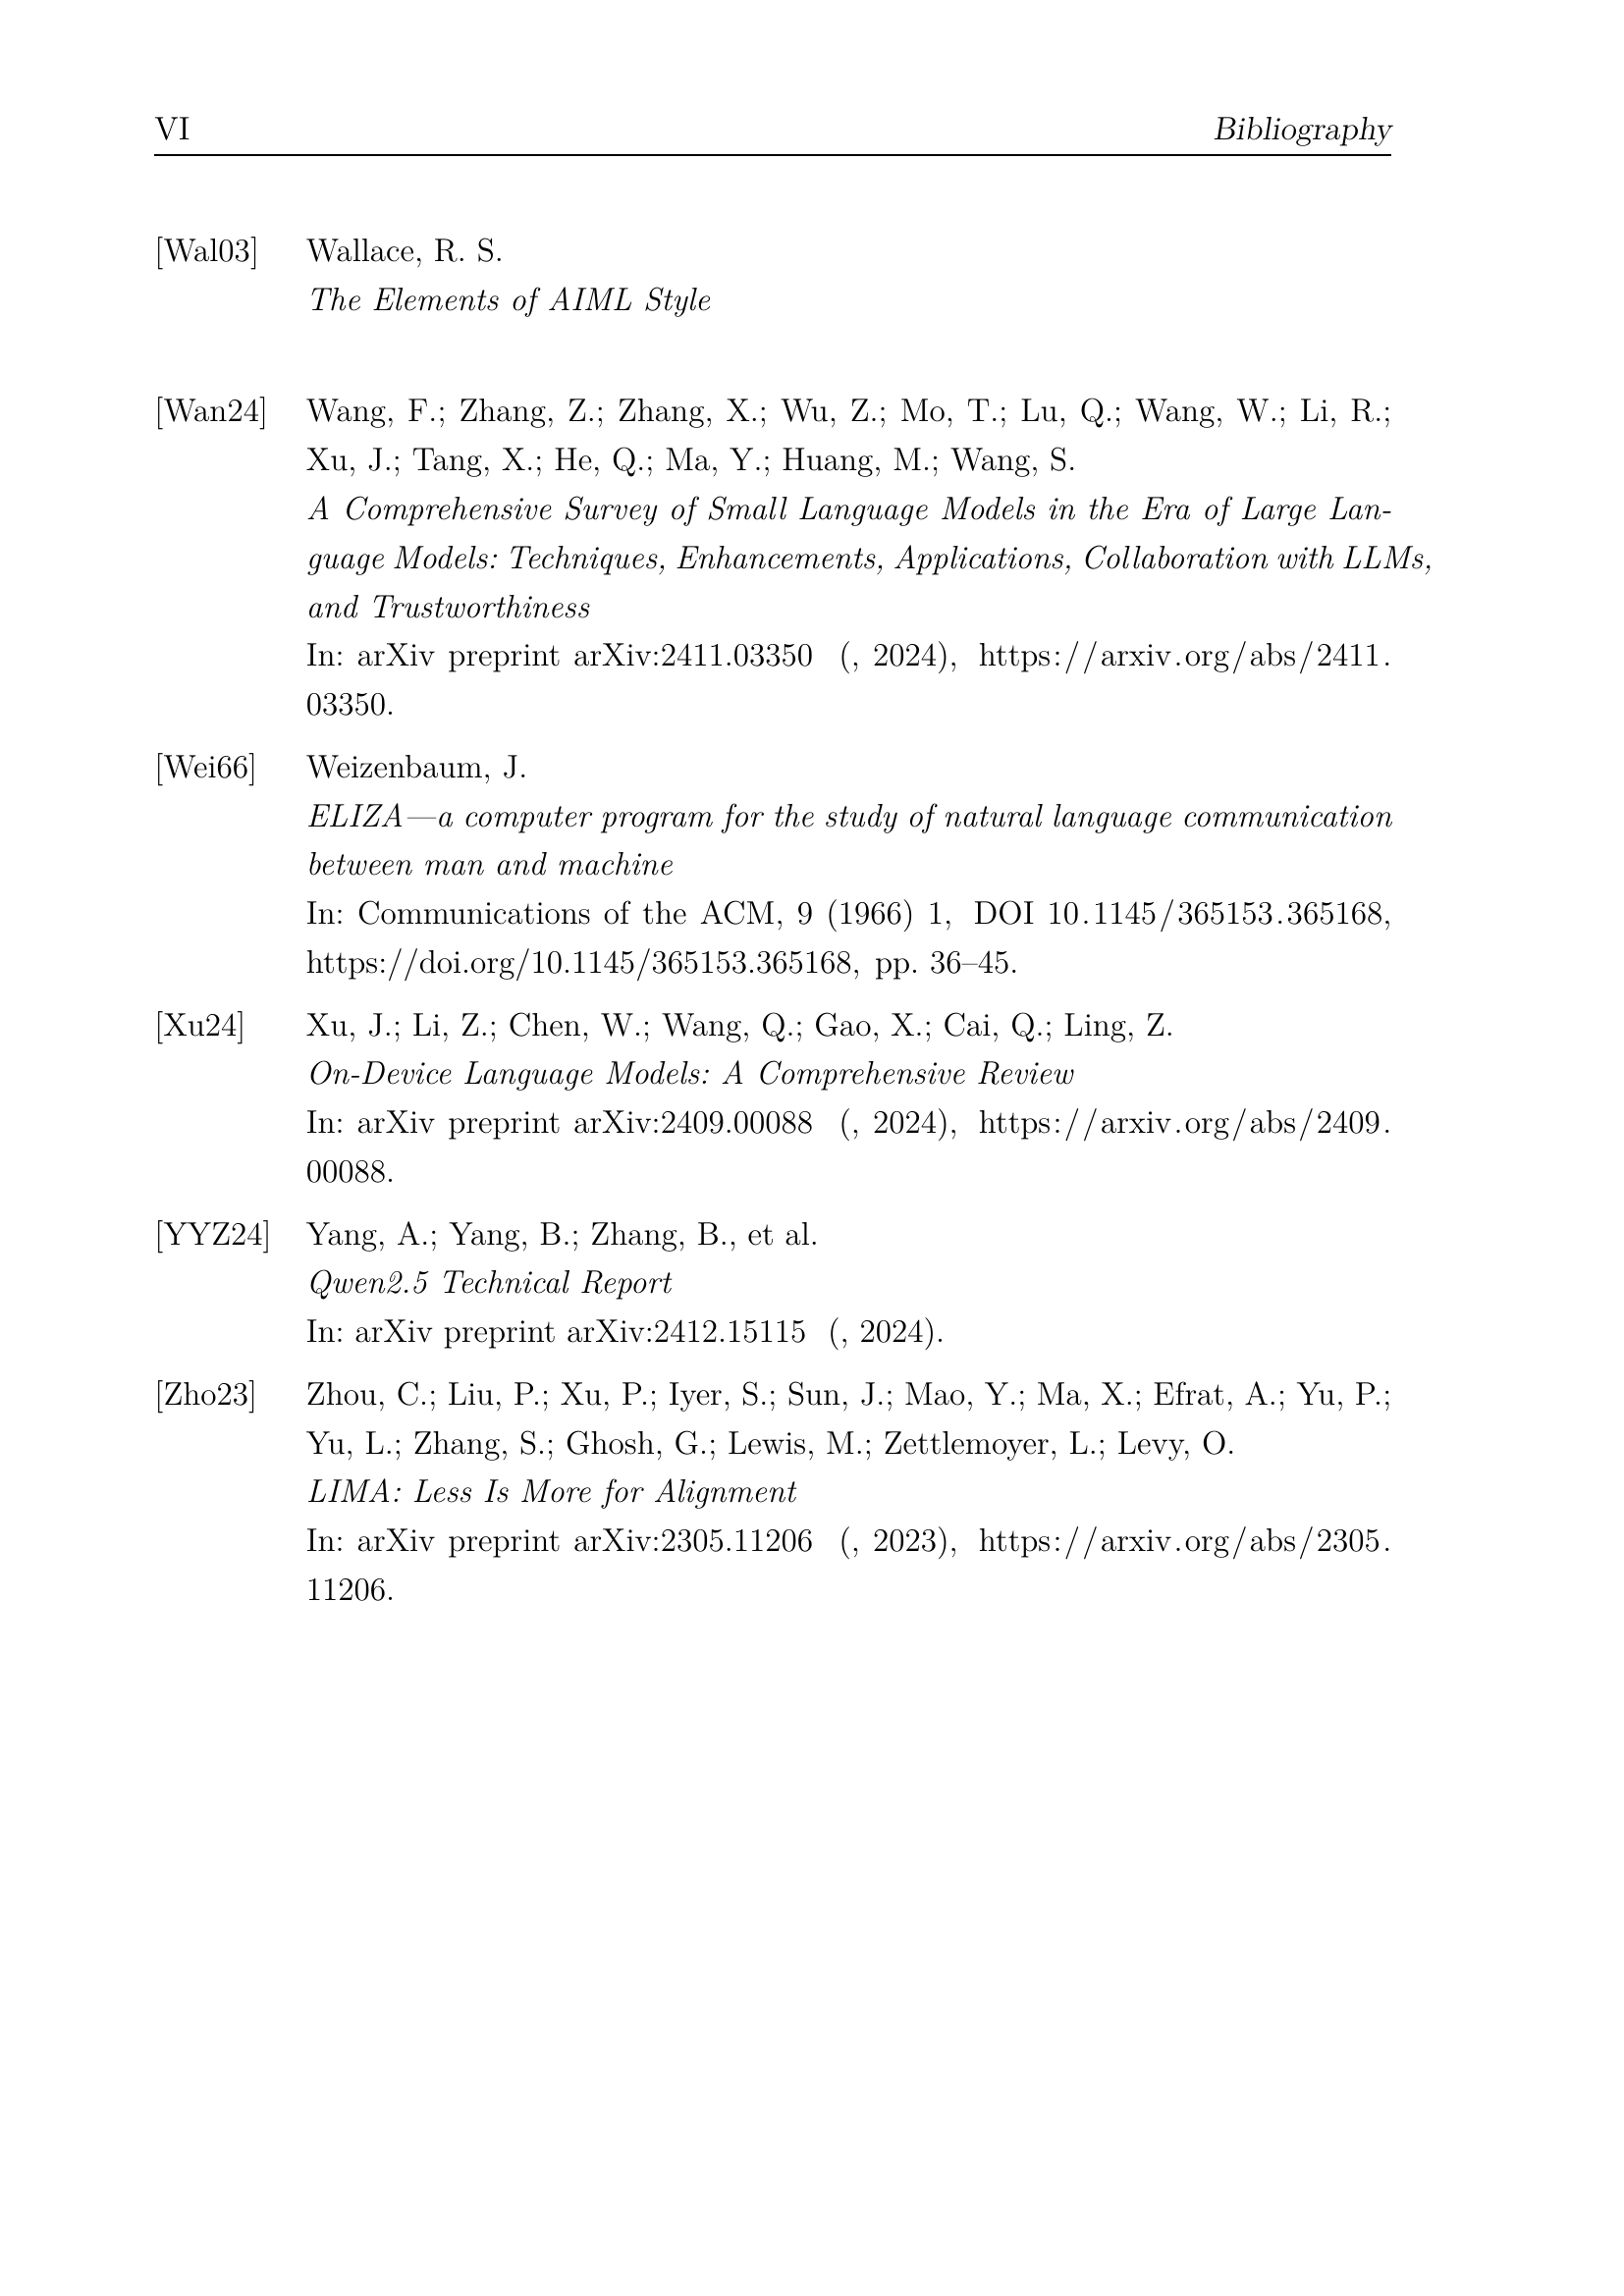 VI Bibliography
[Wal03] Wallace, R. S.
The Elements of AIML Style
[Wan24] Wang, F.; Zhang, Z.; Zhang, X.; Wu, Z.; Mo, T.; Lu, Q.; Wang, W.; Li, R.;
Xu, J.; Tang, X.; He, Q.; Ma, Y.; Huang, M.; Wang, S.
A Comprehensive Survey of Small Language Models in the Era of Large Lan-
guage Models: Techniques, Enhancements, Applications, Collaboration with LLMs,
and Trustworthiness
In: arXiv preprint arXiv:2411.03350 (, 2024), https://arxiv.org/abs/2411.
03350.
[Wei66] Weizenbaum, J.
ELIZA—a computer program for the study of natural language communication
between man and machine
In: Communications of the ACM, 9 (1966) 1, DOI 10.1145/365153.365168,
https://doi.org/10.1145/365153.365168, pp. 36–45.
[Xu24] Xu, J.; Li, Z.; Chen, W.; Wang, Q.; Gao, X.; Cai, Q.; Ling, Z.
On-Device Language Models: A Comprehensive Review
In: arXiv preprint arXiv:2409.00088 (, 2024), https://arxiv.org/abs/2409.
00088.
[YYZ24] Yang, A.; Yang, B.; Zhang, B., et al.
Qwen2.5 Technical Report
In: arXiv preprint arXiv:2412.15115 (, 2024).
[Zho23] Zhou, C.; Liu, P.; Xu, P.; Iyer, S.; Sun, J.; Mao, Y.; Ma, X.; Efrat, A.; Yu, P.;
Yu, L.; Zhang, S.; Ghosh, G.; Lewis, M.; Zettlemoyer, L.; Levy, O.
LIMA: Less Is More for Alignment
In: arXiv preprint arXiv:2305.11206 (, 2023), https://arxiv.org/abs/2305.
11206.